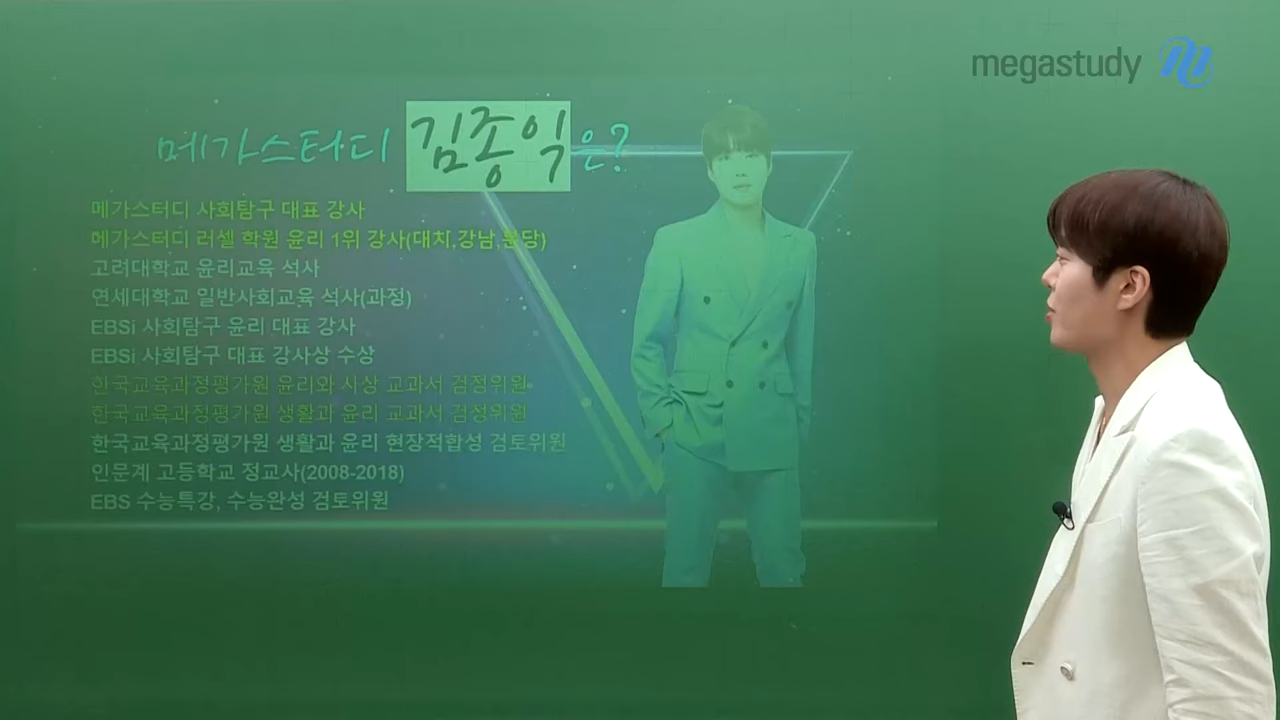 megastudy
메가스터디 김종익은?
메가스터디 사회탐구 대표 강사
메가스터디 러셀 학원 윤리 1위 강사(대치,강남,분당)
고려대학교 윤리교육 석사
연세대학교 일반사회교육 석사(과정)
EBSi 사회탐구 윤리 대표 강사
EBSi 사회탐구 대표 강사상 수상
한국교육과정평가원 윤리와 사상 교과서 검정위원
한국교육과정평가원 생활과 윤리 교과서 검정위원
한국교육과정평가원 생활과 윤리 현장적합성 검토위원
인문계 고등학교 정교사(2008-2018)
EBS 수능특강, 수능완성 검토위원